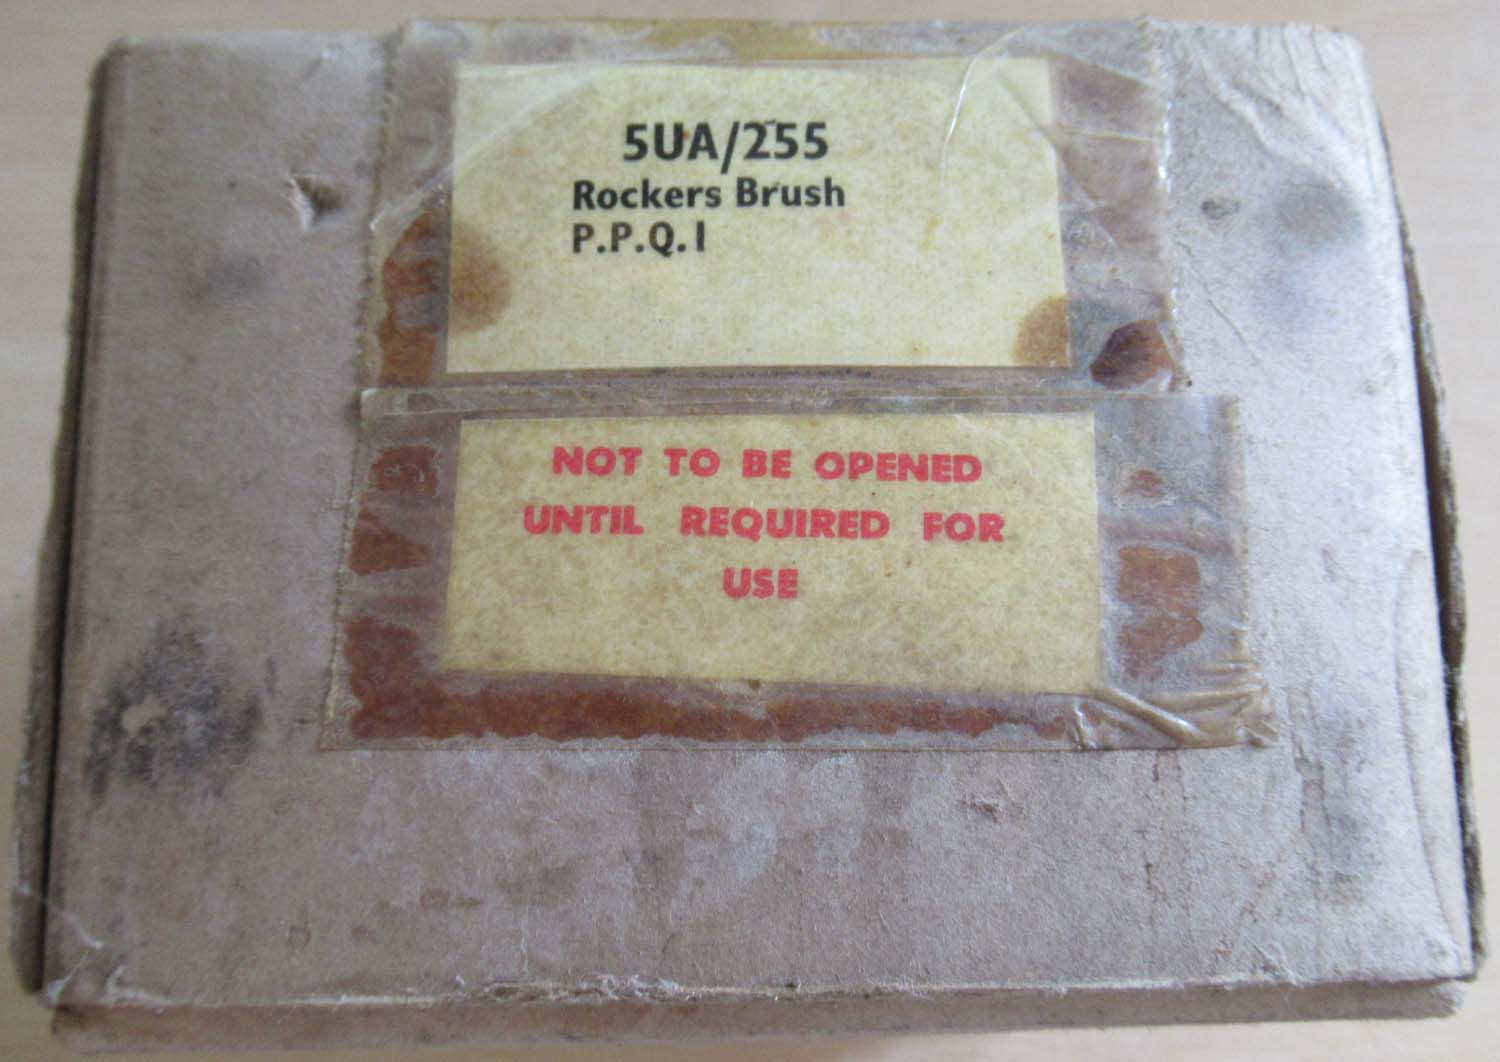 5UA/255
Rockers Brush
P.P.Q.1
NOT TO BE OPENED
UNTIL REQUIRED FOR
USE